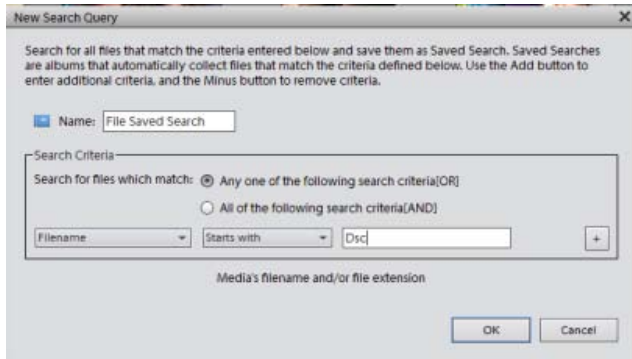 New Search Query
Search for all files that match the criteria entered below and save them as Saved Search. Saved Searches
are albums that automatically collect files that match the criteria defined below. Use the Add button to
enter additional criteria, and the Minus button to remove criteria.
Name: File Saved Search
Search Criteria
Search for files which match: Any one of the following search criteria[OR]
All of the following search criteria[AND]
Filename Starts with Dsc +
Media's filename and/or file extension
OK Cancel